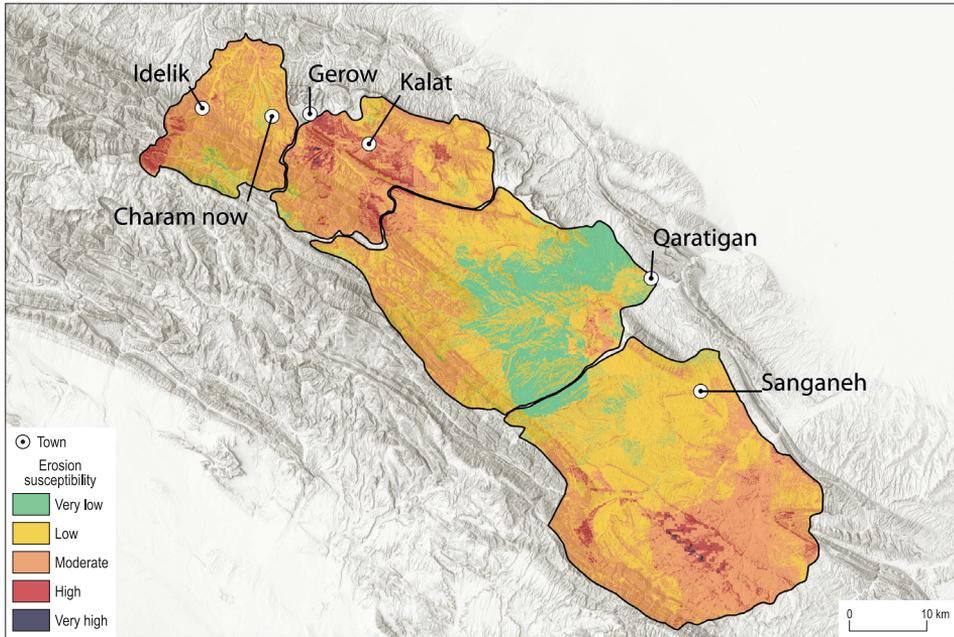 Idelik
Gerow
Kalat
Charam now
Qaratigan
Sanganeh
Town
Erosion
susceptibility
Very low
Low
Moderate
High
Very high
0 10 km